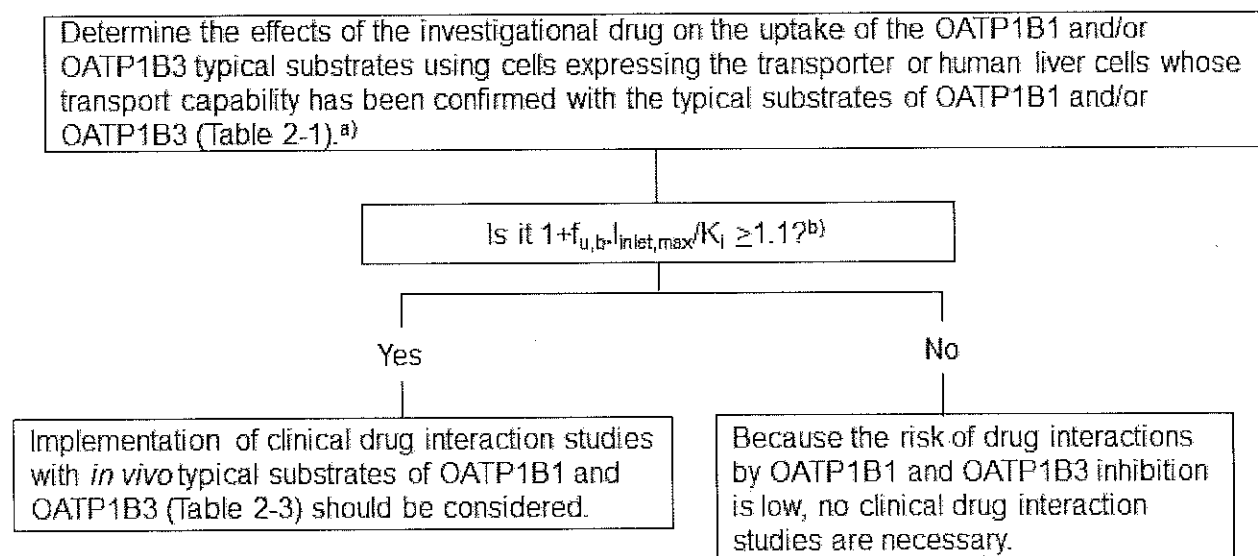 Determine the effects of the investigational drug on the uptake of the OATP1B1 and/or
OATP1B3 typical substrates using cells expressing the transporter or human liver cells whose
transport capability has been confirmed with the typical substrates of OATP1B1 and/or
OATP1B3 (Table 2-1).a)
Is it 1+fu,b·Iinlet,max/Ki ≥1.1?b)
Yes
No
Implementation of clinical drug interaction studies
with in vivo typical substrates of OATP1B1 and
OATP1B3 (Table 2-3) should be considered.
Because the risk of drug interactions
by OATP1B1 and OATP1B3 inhibition
is low, no clinical drug interaction
studies are necessary.